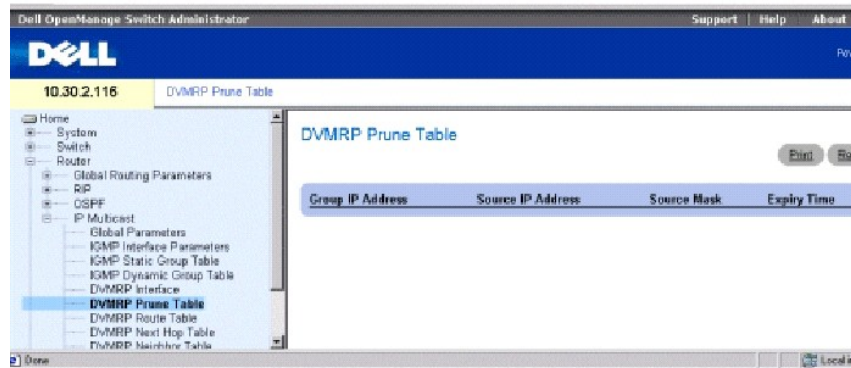 Dell OpenManage Switch Administrator
Support | Help About
DELL
10.30.2.116
DVMRP Prune Table
Home
System
Switch
Router
Global Routing Parameters
RIP
OSPF
IP Multicast
Global Parameters
IGMP Interface Parameters
IGMP Static Group Table
IGMP Dynamic Group Table
DVMRP Interface
DVMRP Prune Table
DVMRP Route Table
DVMRP Next Hop Table
DVMRP Neighbor Table
DVMRP Prune Table
Print
Group IP Address Source IP Address Source Mask Expiry Time
Done
Local i